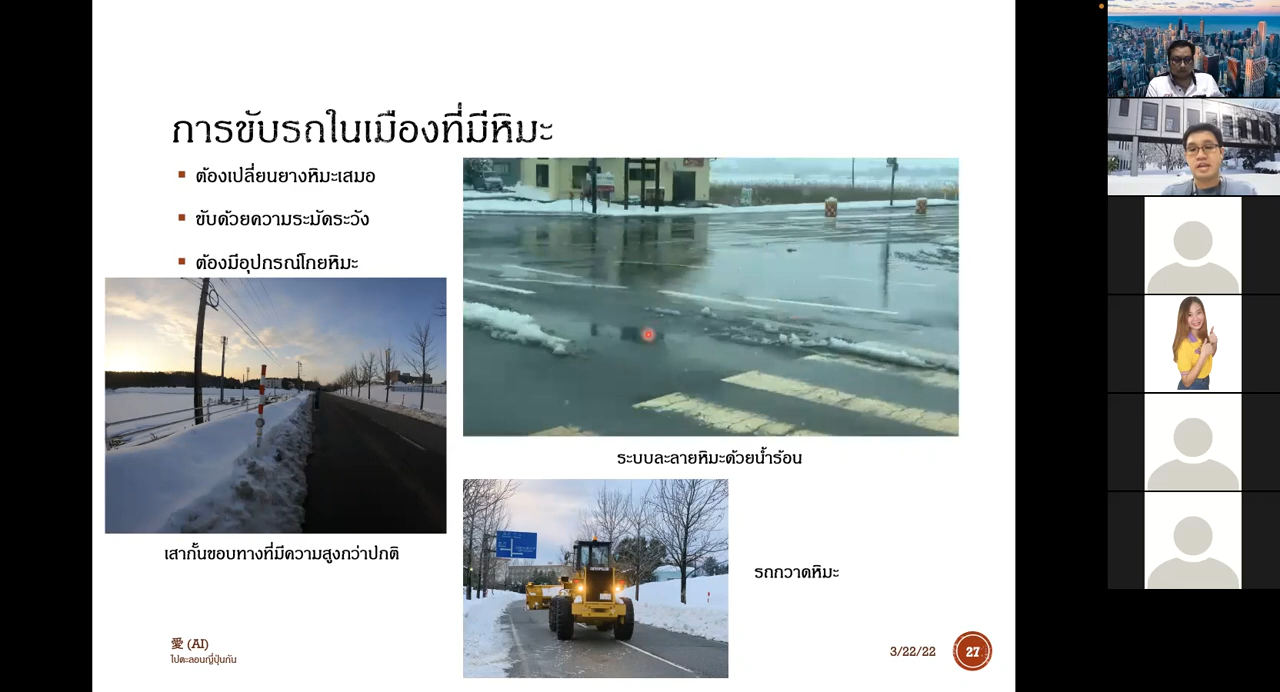 การขับรถในเมืองที่มีหิมะ
ต้องเปลี่ยนยางหิมะเสมอ
ขับด้วยความระมัดระวัง
ต้องมีอุปกรณ์โกยหิมะ
ระบบละลายหิมะด้วยน้ำร้อน
เสากั้นขอบทางที่มีความสูงกว่าปกติ
รถกวาดหิมะ
愛 (AI)
ไปตะลอนญี่ปุ่นกัน
3/22/22
27